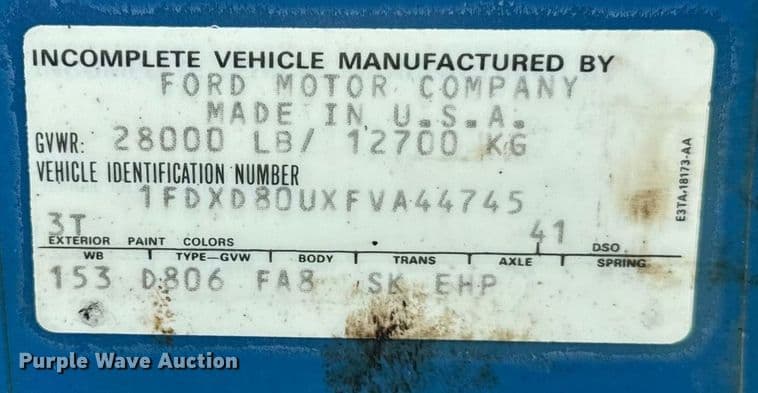 INCOMPLETE VEHICLE MANUFACTURED BY
FORD MOTOR COMPANY
MADE IN U.S.A.
GVWR: 28000 LB/ 12700 KG
VEHICLE IDENTIFICATION NUMBER
1FDXD80UXFVA44745
3T 41
EXTERIOR PAINT COLORS DSO
WB TYPE-GVW BODY TRANS AXLE SPRING
153 D806 FA8 SK EHP
E3TA-18173-AA
Purple Wave Auction